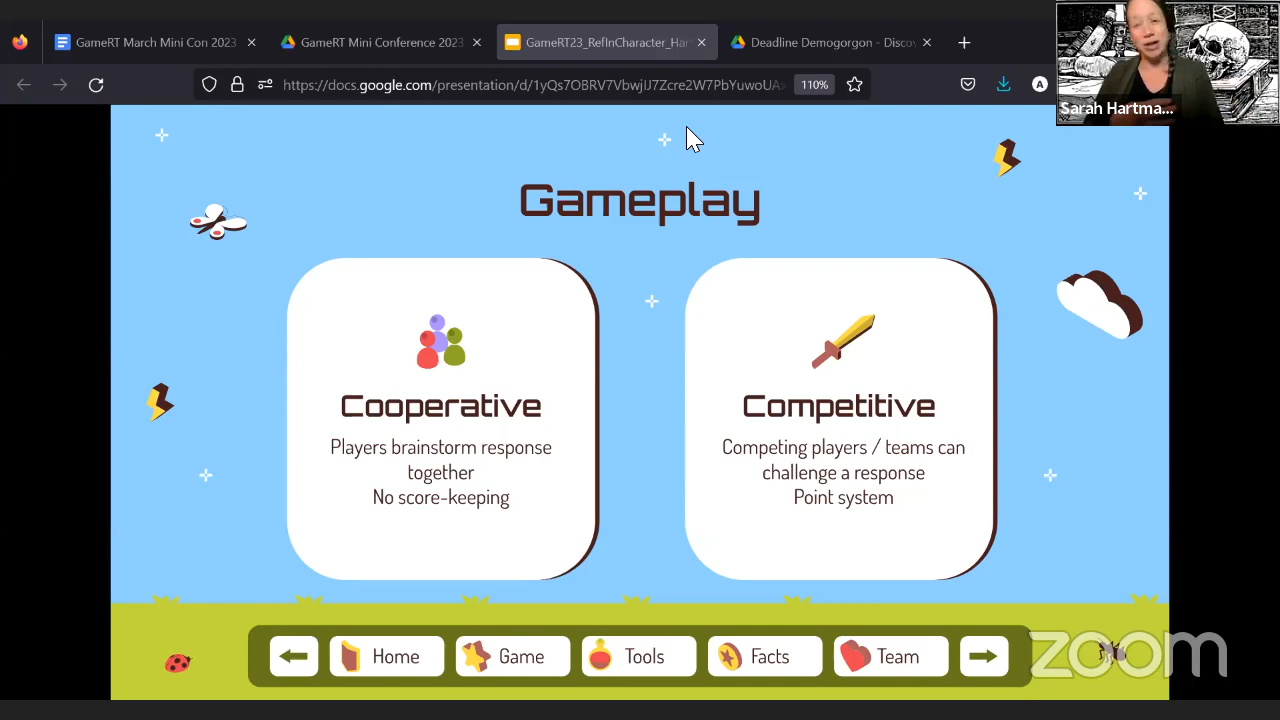 GameRT March Mini Con 2023
GameRT Mini Conference 2023
GameRT23_RefInCharacter_Har
Deadline Demogorgon - Discov
https://docs.google.com/presentation/d/1yQs7OBRV7VbwjIJ7Zcre2W7PbYuwoUA
110%
A
Sarah Hartma...
Gameplay
Cooperative
Players brainstorm response
together
No score-keeping
Competitive
Competing players / teams can
challenge a response
Point system
Home
Game
Tools
Facts
Team
zoom